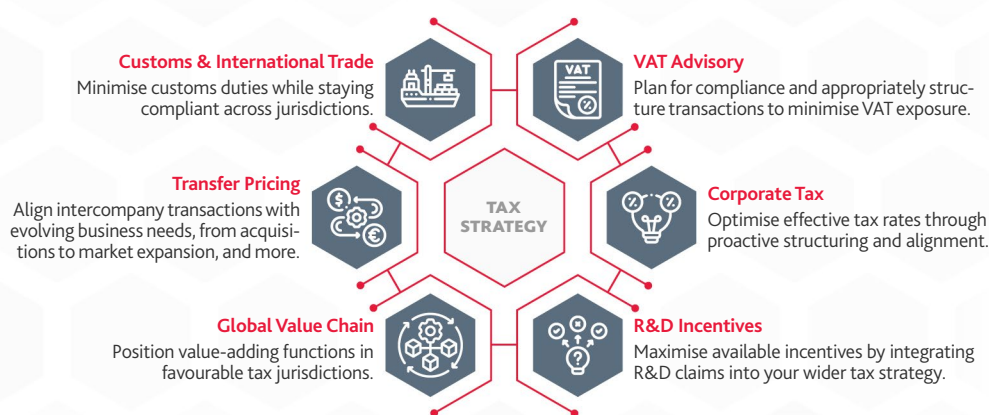 Customs & International Trade
Minimise customs duties while staying
compliant across jurisdictions.
VAT
VAT Advisory
Plan for compliance and appropriately struc-
ture transactions to minimise VAT exposure.
Transfer Pricing
Align intercompany transactions with
evolving business needs, from acquisi-
tions to market expansion, and more.
TAX
STRATEGY
Corporate Tax
Optimise effective tax rates through
proactive structuring and alignment.
Global Value Chain
Position value-adding functions in
favourable tax jurisdictions.
R&D Incentives
Maximise available incentives by integrating
R&D claims into your wider tax strategy.